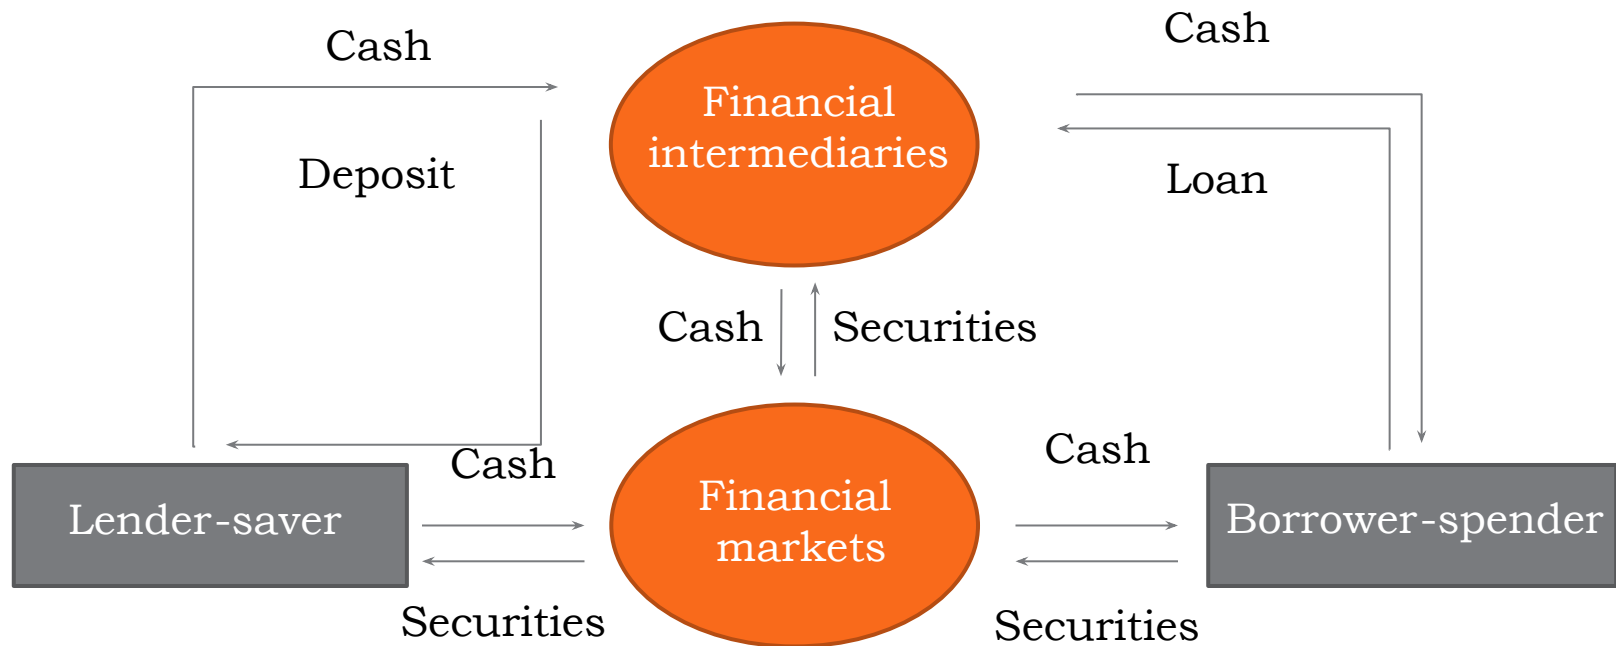 Cash
Cash
Financial
intermediaries
Deposit
Loan
Cash
Securities
Cash
Cash
Lender-saver
Financial
markets
Borrower-spender
Securities
Securities